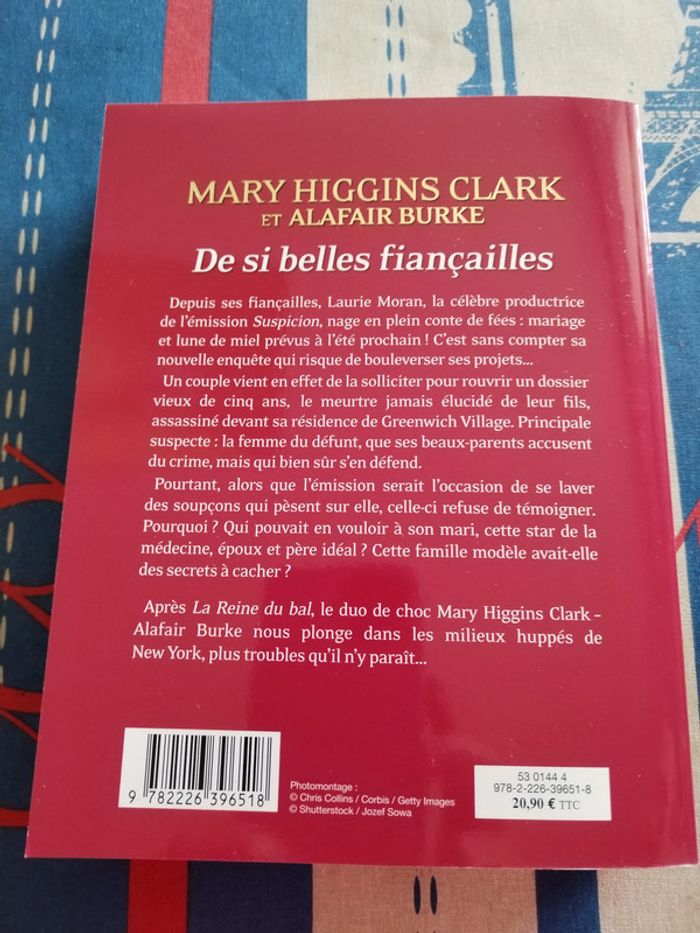 MARY HIGGINS CLARK
ET ALAFAIR BURKE
De si belles fiançailles
Depuis ses fiançailles, Laurie Moran, la célèbre productrice
de l'émission Suspicion, nage en plein conte de fées : mariage
et lune de miel prévus à l'été prochain ! C'est sans compter sa
nouvelle enquête qui risque de bouleverser ses projets...
Un couple vient en effet de la solliciter pour rouvrir un dossier
vieux de cinq ans, le meurtre jamais élucidé de leur fils,
assassiné devant sa résidence de Greenwich Village. Principale
suspecte : la femme du défunt, que ses beaux-parents accusent
du crime, mais qui bien sûr s'en défend.
Pourtant, alors que l'émission serait l'occasion de se laver
des soupçons qui pèsent sur elle, celle-ci refuse de témoigner.
Pourquoi ? Qui pouvait en vouloir à son mari, cette star de la
médecine, époux et père idéal ? Cette famille modèle avait-elle
des secrets à cacher ?
Après La Reine du bal, le duo de choc Mary Higgins Clark –
Alafair Burke nous plonge dans les milieux huppés de
New York, plus troubles qu'il n'y paraît...
9 782226 396518
Photomontage :
© Chris Collins / Corbis / Getty Images
© Shutterstock / Jozef Sowa
53 0144 4
978-2-226-39651-8
20,90 € TTC